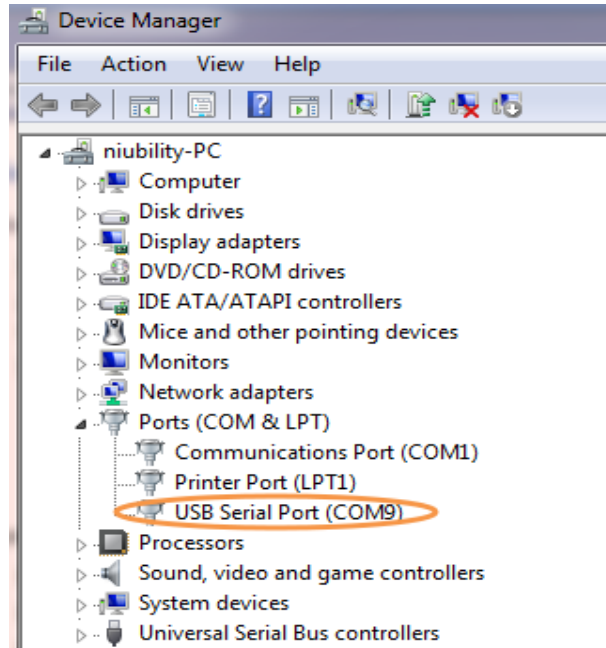 Device Manager
File Action View Help
niubility-PC
Computer
Disk drives
Display adapters
DVD/CD-ROM drives
IDE ATA/ATAPI controllers
Mice and other pointing devices
Monitors
Network adapters
Ports (COM & LPT)
Communications Port (COM1)
Printer Port (LPT1)
USB Serial Port (COM9)
Processors
Sound, video and game controllers
System devices
Universal Serial Bus controllers